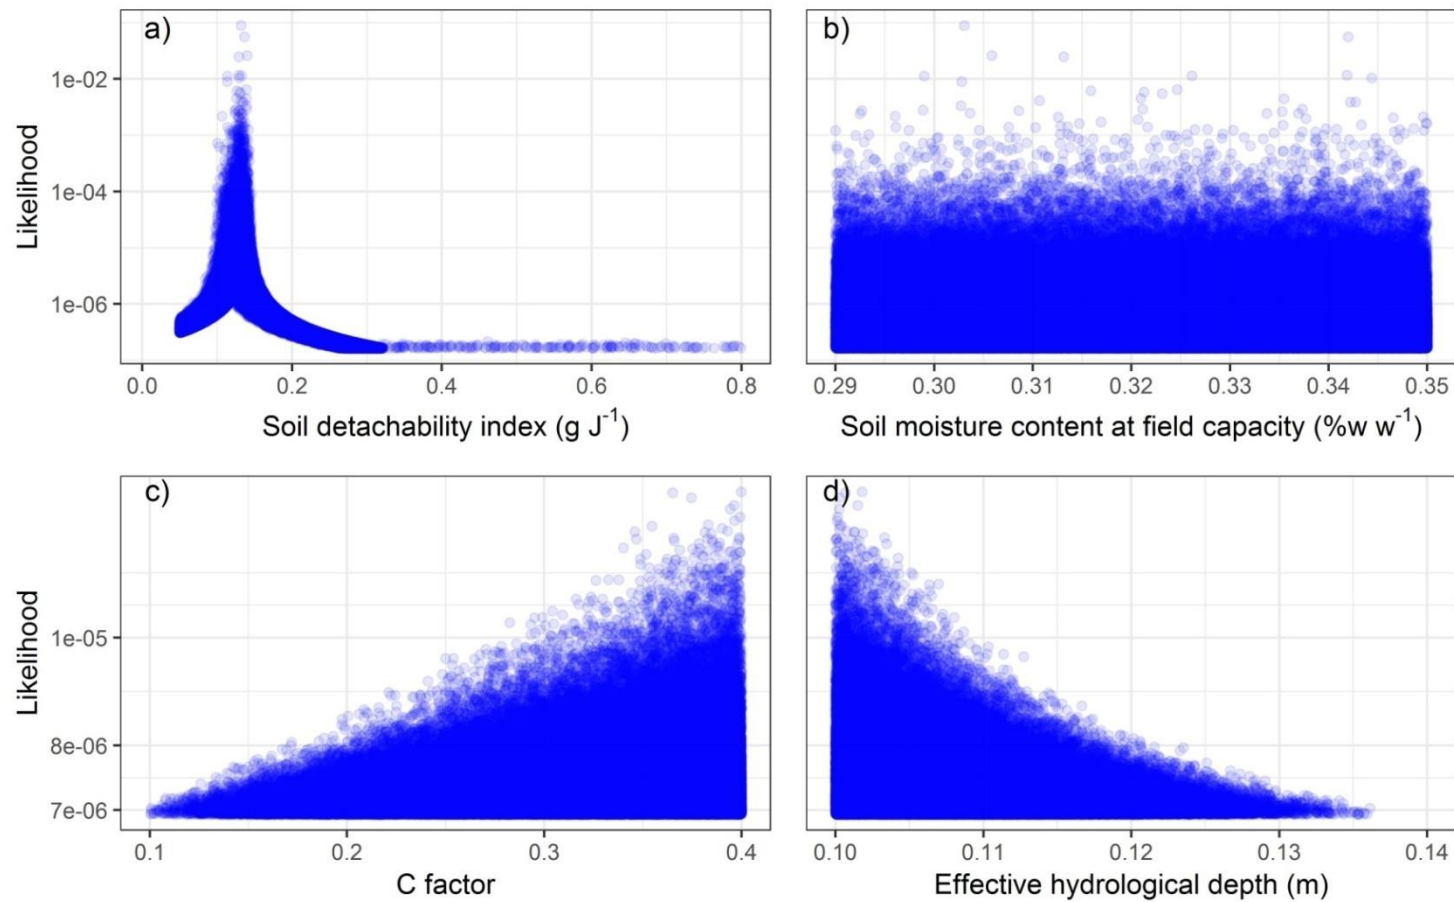 a)
Likelihood
1e-02
1e-04
1e-06
0.0 0.2 0.4 0.6 0.8
Soil detachability index (g J⁻¹)
b)
0.29 0.30 0.31 0.32 0.33 0.34 0.35
Soil moisture content at field capacity (%w w⁻¹)
c)
Likelihood
1e-05
8e-06
7e-06
0.1 0.2 0.3 0.4
C factor
d)
0.10 0.11 0.12 0.13 0.14
Effective hydrological depth (m)